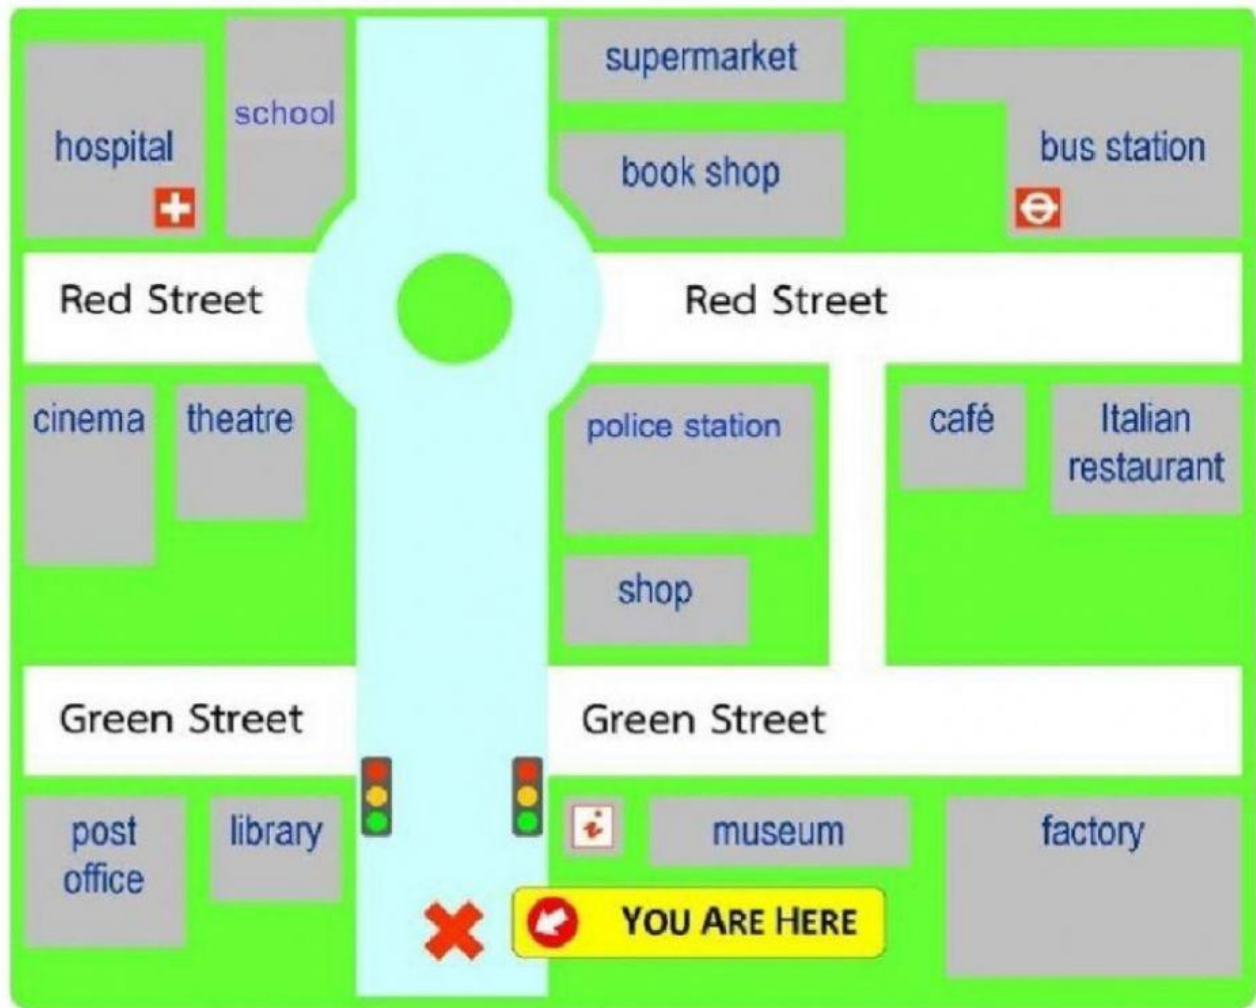 supermarket
school
hospital
book shop
bus station
Red Street
Red Street
cinema
theatre
police station
café
Italian
restaurant
shop
Green Street
Green Street
post
office
library
i
museum
factory
YOU ARE HERE